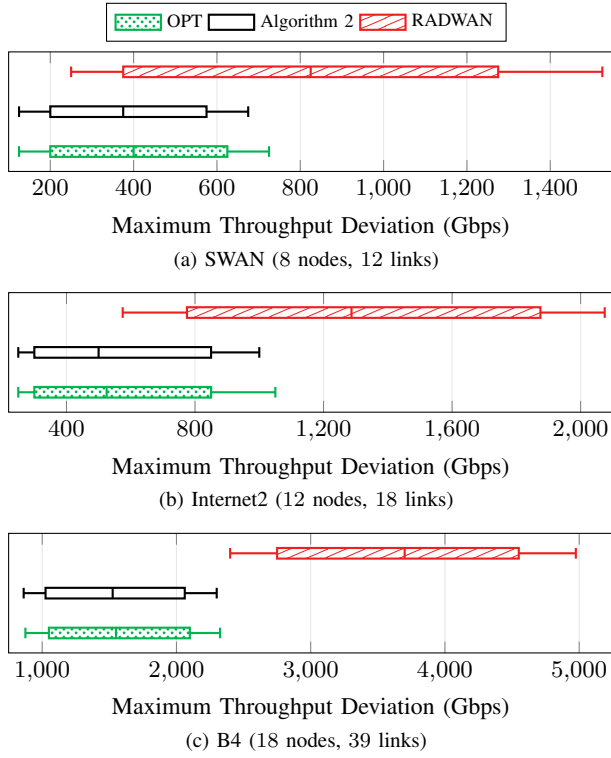 OPT Algorithm 2 RADWAN
200 400 600 800 1,000 1,200 1,400
Maximum Throughput Deviation (Gbps)
(a) SWAN (8 nodes, 12 links)
400 800 1,200 1,600 2,000
Maximum Throughput Deviation (Gbps)
(b) Internet2 (12 nodes, 18 links)
1,000 2,000 3,000 4,000 5,000
Maximum Throughput Deviation (Gbps)
(c) B4 (18 nodes, 39 links)